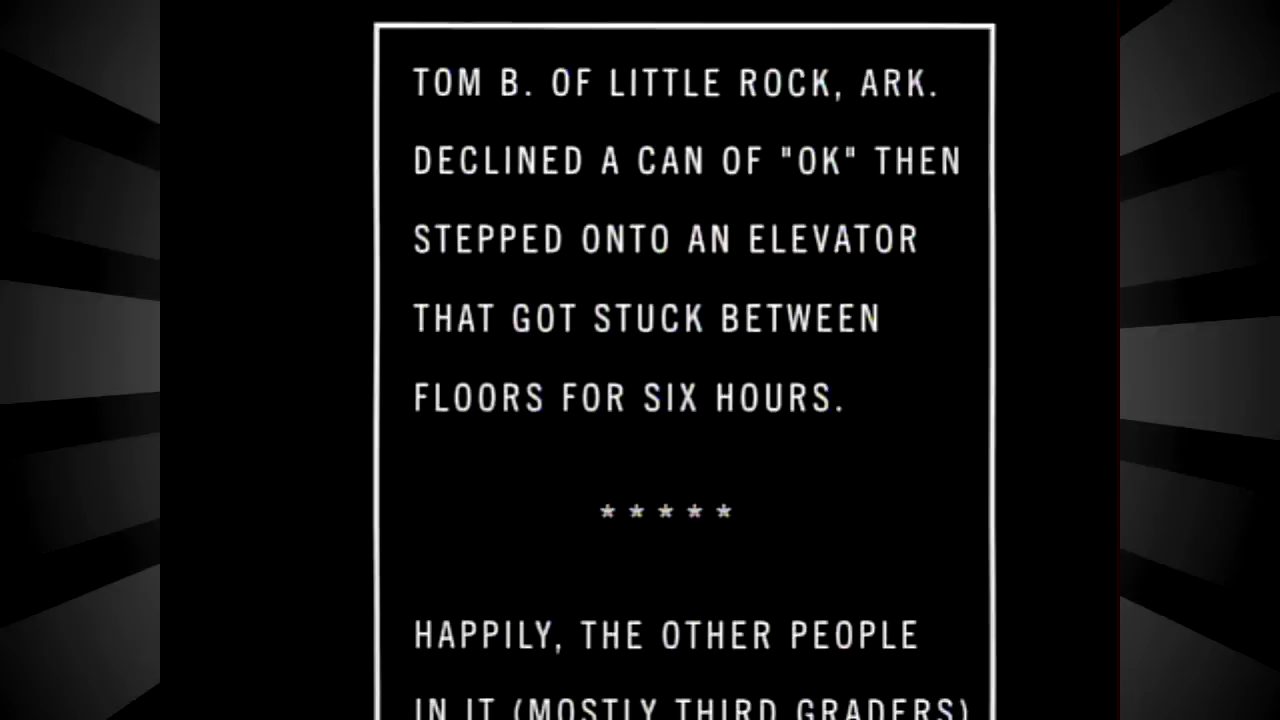 TOM B. OF LITTLE ROCK, ARK.
DECLINED A CAN OF "OK" THEN
STEPPED ONTO AN ELEVATOR
THAT GOT STUCK BETWEEN
FLOORS FOR SIX HOURS.
* * * * *
HAPPILY, THE OTHER PEOPLE
IN IT (MOSTLY THIRD GRADERS)